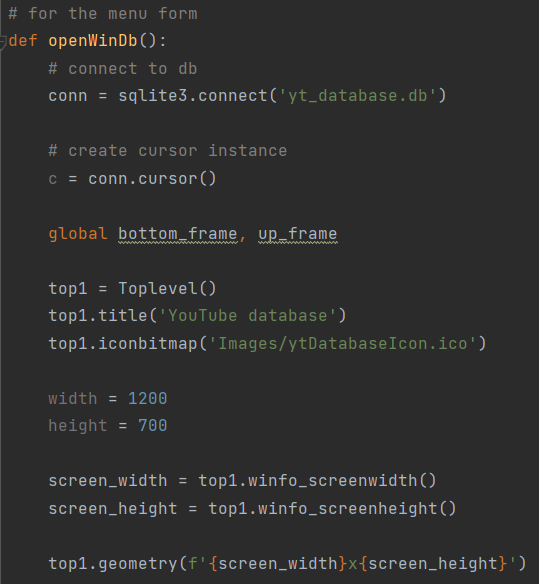 # for the menu form
def openWinDb():
    # connect to db
    conn = sqlite3.connect('yt_database.db')

    # create cursor instance
    c = conn.cursor()

    global bottom_frame, up_frame

    top1 = Toplevel()
    top1.title('YouTube database')
    top1.iconbitmap('Images/ytDatabaseIcon.ico')

    width = 1200
    height = 700

    screen_width = top1.winfo_screenwidth()
    screen_height = top1.winfo_screenheight()

    top1.geometry(f'{screen_width}x{screen_height}')